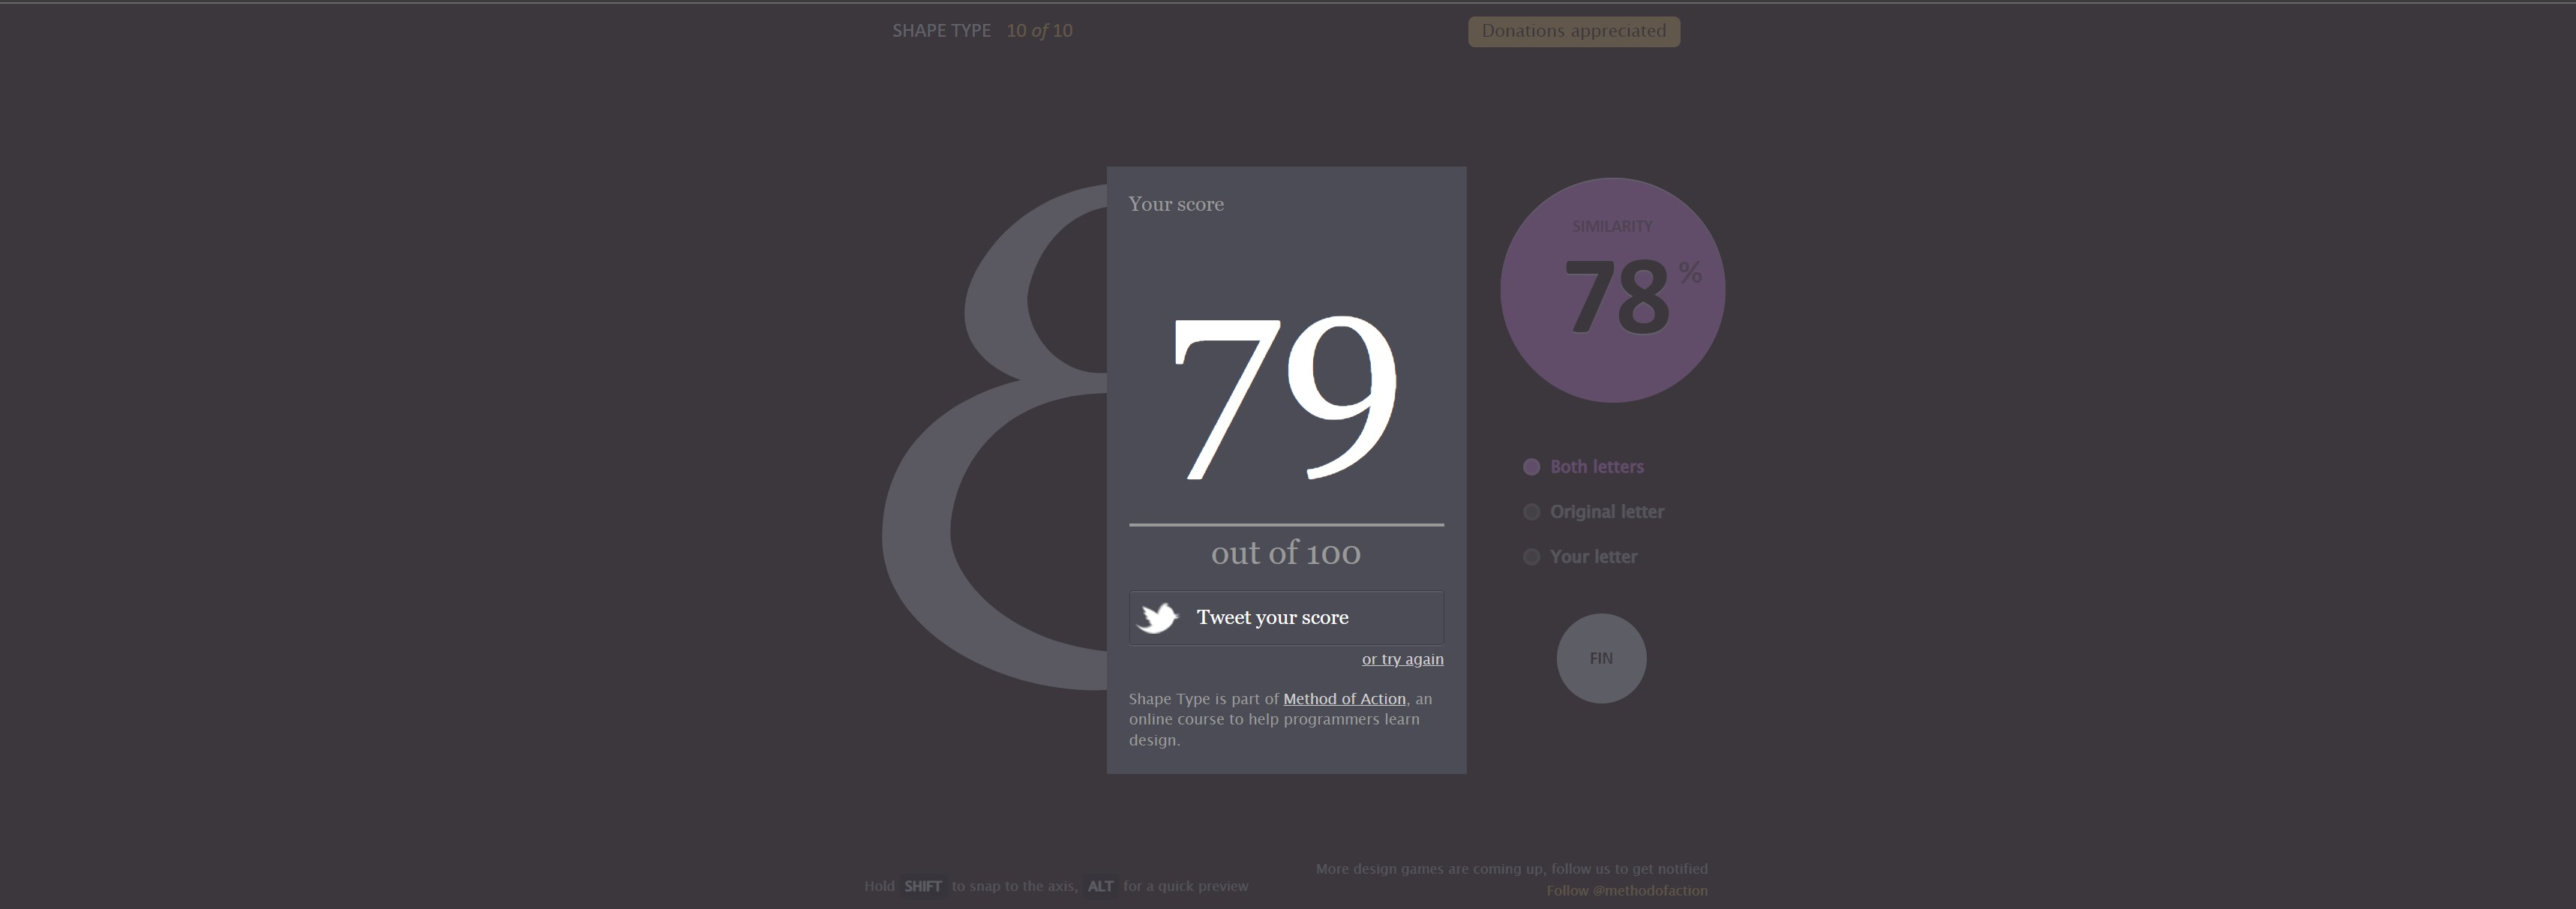 SHAPE TYPE 10 of 10
Donations appreciated
Your score
79
out of 100
Tweet your score
or try again
Shape Type is part of Method of Action, an
online course to help programmers learn
design.
SIMILARITY
78 %
Both letters
Original letter
Your letter
FIN
Hold SHIFT to snap to the axis, ALT for a quick preview
More design games are coming up, follow us to get notified
Follow @methodofaction